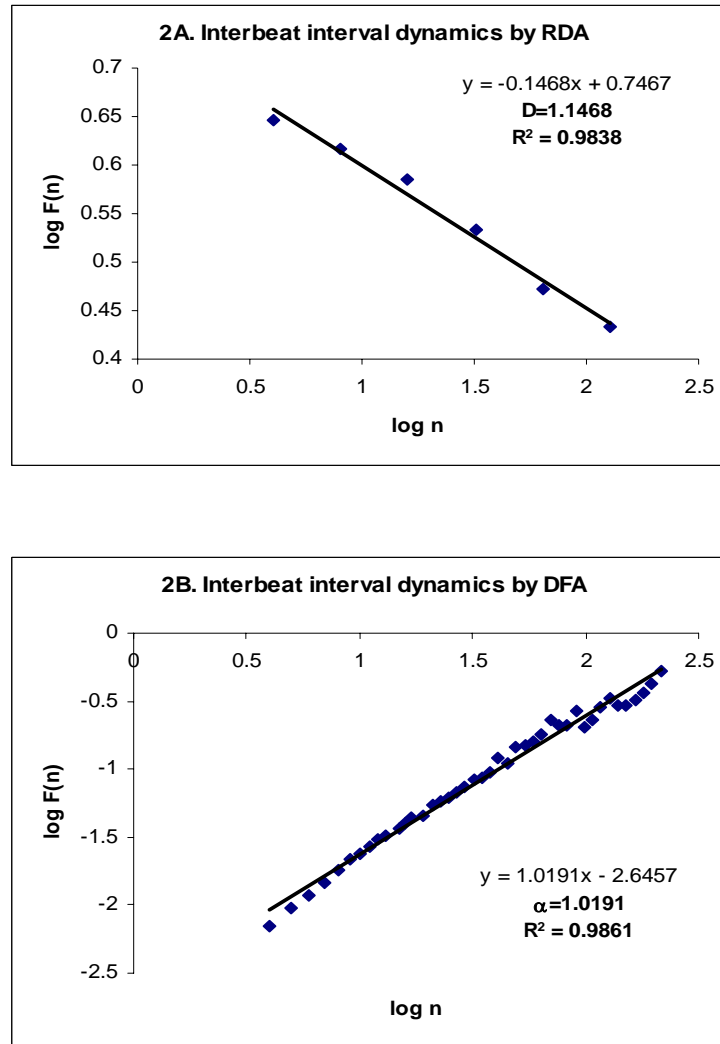 2A. Interbeat interval dynamics by RDA
y = -0.1468x + 0.7467
D=1.1468
R² = 0.9838
log F(n)
0.7
0.65
0.6
0.55
0.5
0.45
0.4
0
0.5
1
1.5
2
2.5
log n
2B. Interbeat interval dynamics by DFA
0
-0.5
-1
-1.5
-2
-2.5
0
0.5
1
1.5
2
2.5
log F(n)
y = 1.0191x - 2.6457
α=1.0191
R² = 0.9861
log n